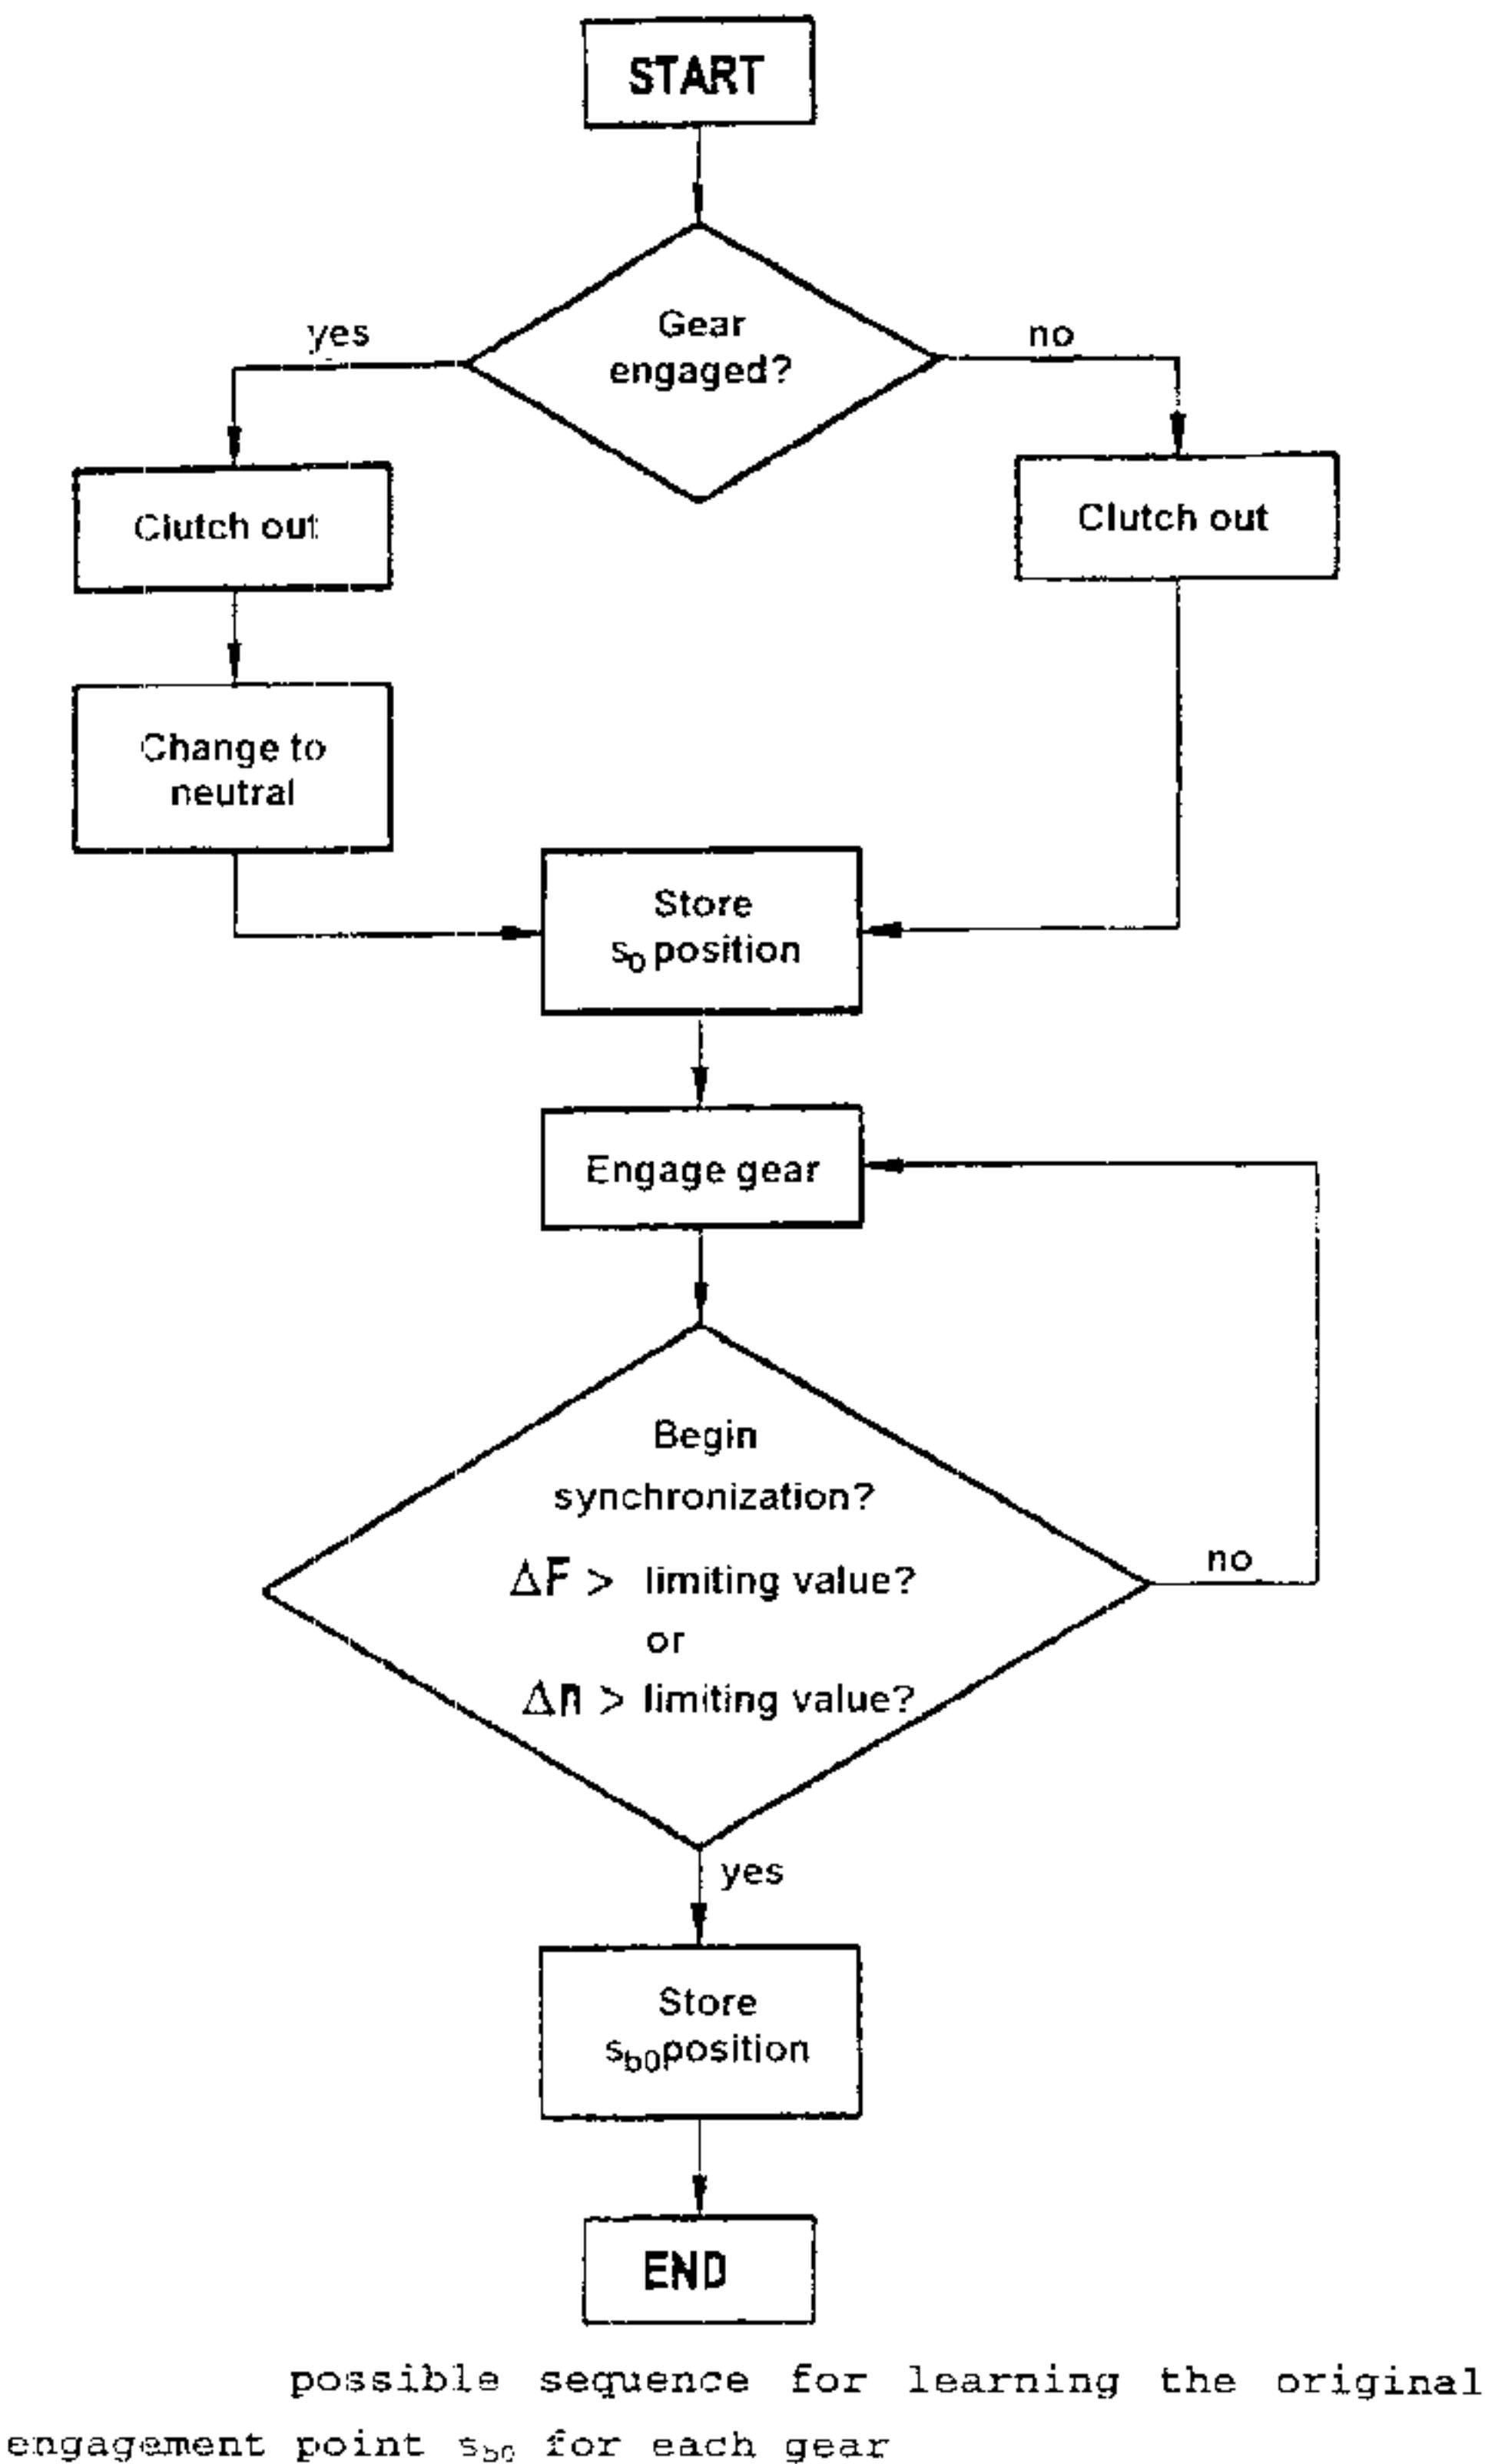 START
Gear
engaged?
yes
no
Clutch out
Clutch out
Change to
neutral
Store
s₀ position
Engage gear
Begin
synchronization?
ΔF > limiting value?
or
Δn > limiting value?
no
yes
Store
s_b0 position
END
possible sequence for learning the original
engagement point s_b0 for each gear